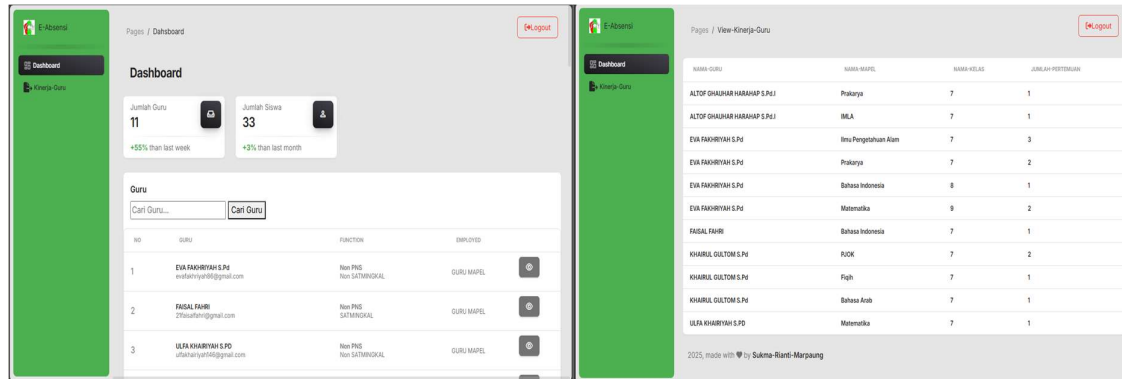 E-Absensi
Dashboard
Kinerja-Guru
Pages / Dahsboard
Logout
Dashboard
Jumlah Guru
11
+55% than last week
Jumlah Siswa
33
+3% than last month
Guru
Cari Guru...
Cari Guru
NO GURU FUNCTION EMPLOYED
1 EVA FAKHRIYAH S.Pd Non PNS GURU MAPEL
evafakhriyah86@gmail.com Non SATMINGKAL
2 FAISAL FAHRI Non PNS GURU MAPEL
21faisalfahri@gmail.com SATMINGKAL
3 ULFA KHAIRIYAH S.PD Non PNS GURU MAPEL
ulfakhairiyah146@gmail.com Non SATMINGKAL
E-Absensi
Dashboard
Kinerja-Guru
Pages / View-Kinerja-Guru
Logout
NAMA-GURU NAMA-MAPEL NAMA-KELAS JUMLAH-PERTEMUAN
ALTOF GHAUHAR HARAHAP S.Pd.I Prakarya 7 1
ALTOF GHAUHAR HARAHAP S.Pd.I IMLA 7 1
EVA FAKHRIYAH S.Pd Ilmu Pengetahuan Alam 7 3
EVA FAKHRIYAH S.Pd Prakarya 7 2
EVA FAKHRIYAH S.Pd Bahasa Indonesia 8 1
EVA FAKHRIYAH S.Pd Matematika 9 2
FAISAL FAHRI Bahasa Indonesia 7 1
KHAIRUL GULTOM S.Pd PJOK 7 2
KHAIRUL GULTOM S.Pd Fiqih 7 1
KHAIRUL GULTOM S.Pd Bahasa Arab 7 1
ULFA KHAIRIYAH S.PD Matematika 7 1
2025, made with ♥ by Sukma-Rianti-Marpaung